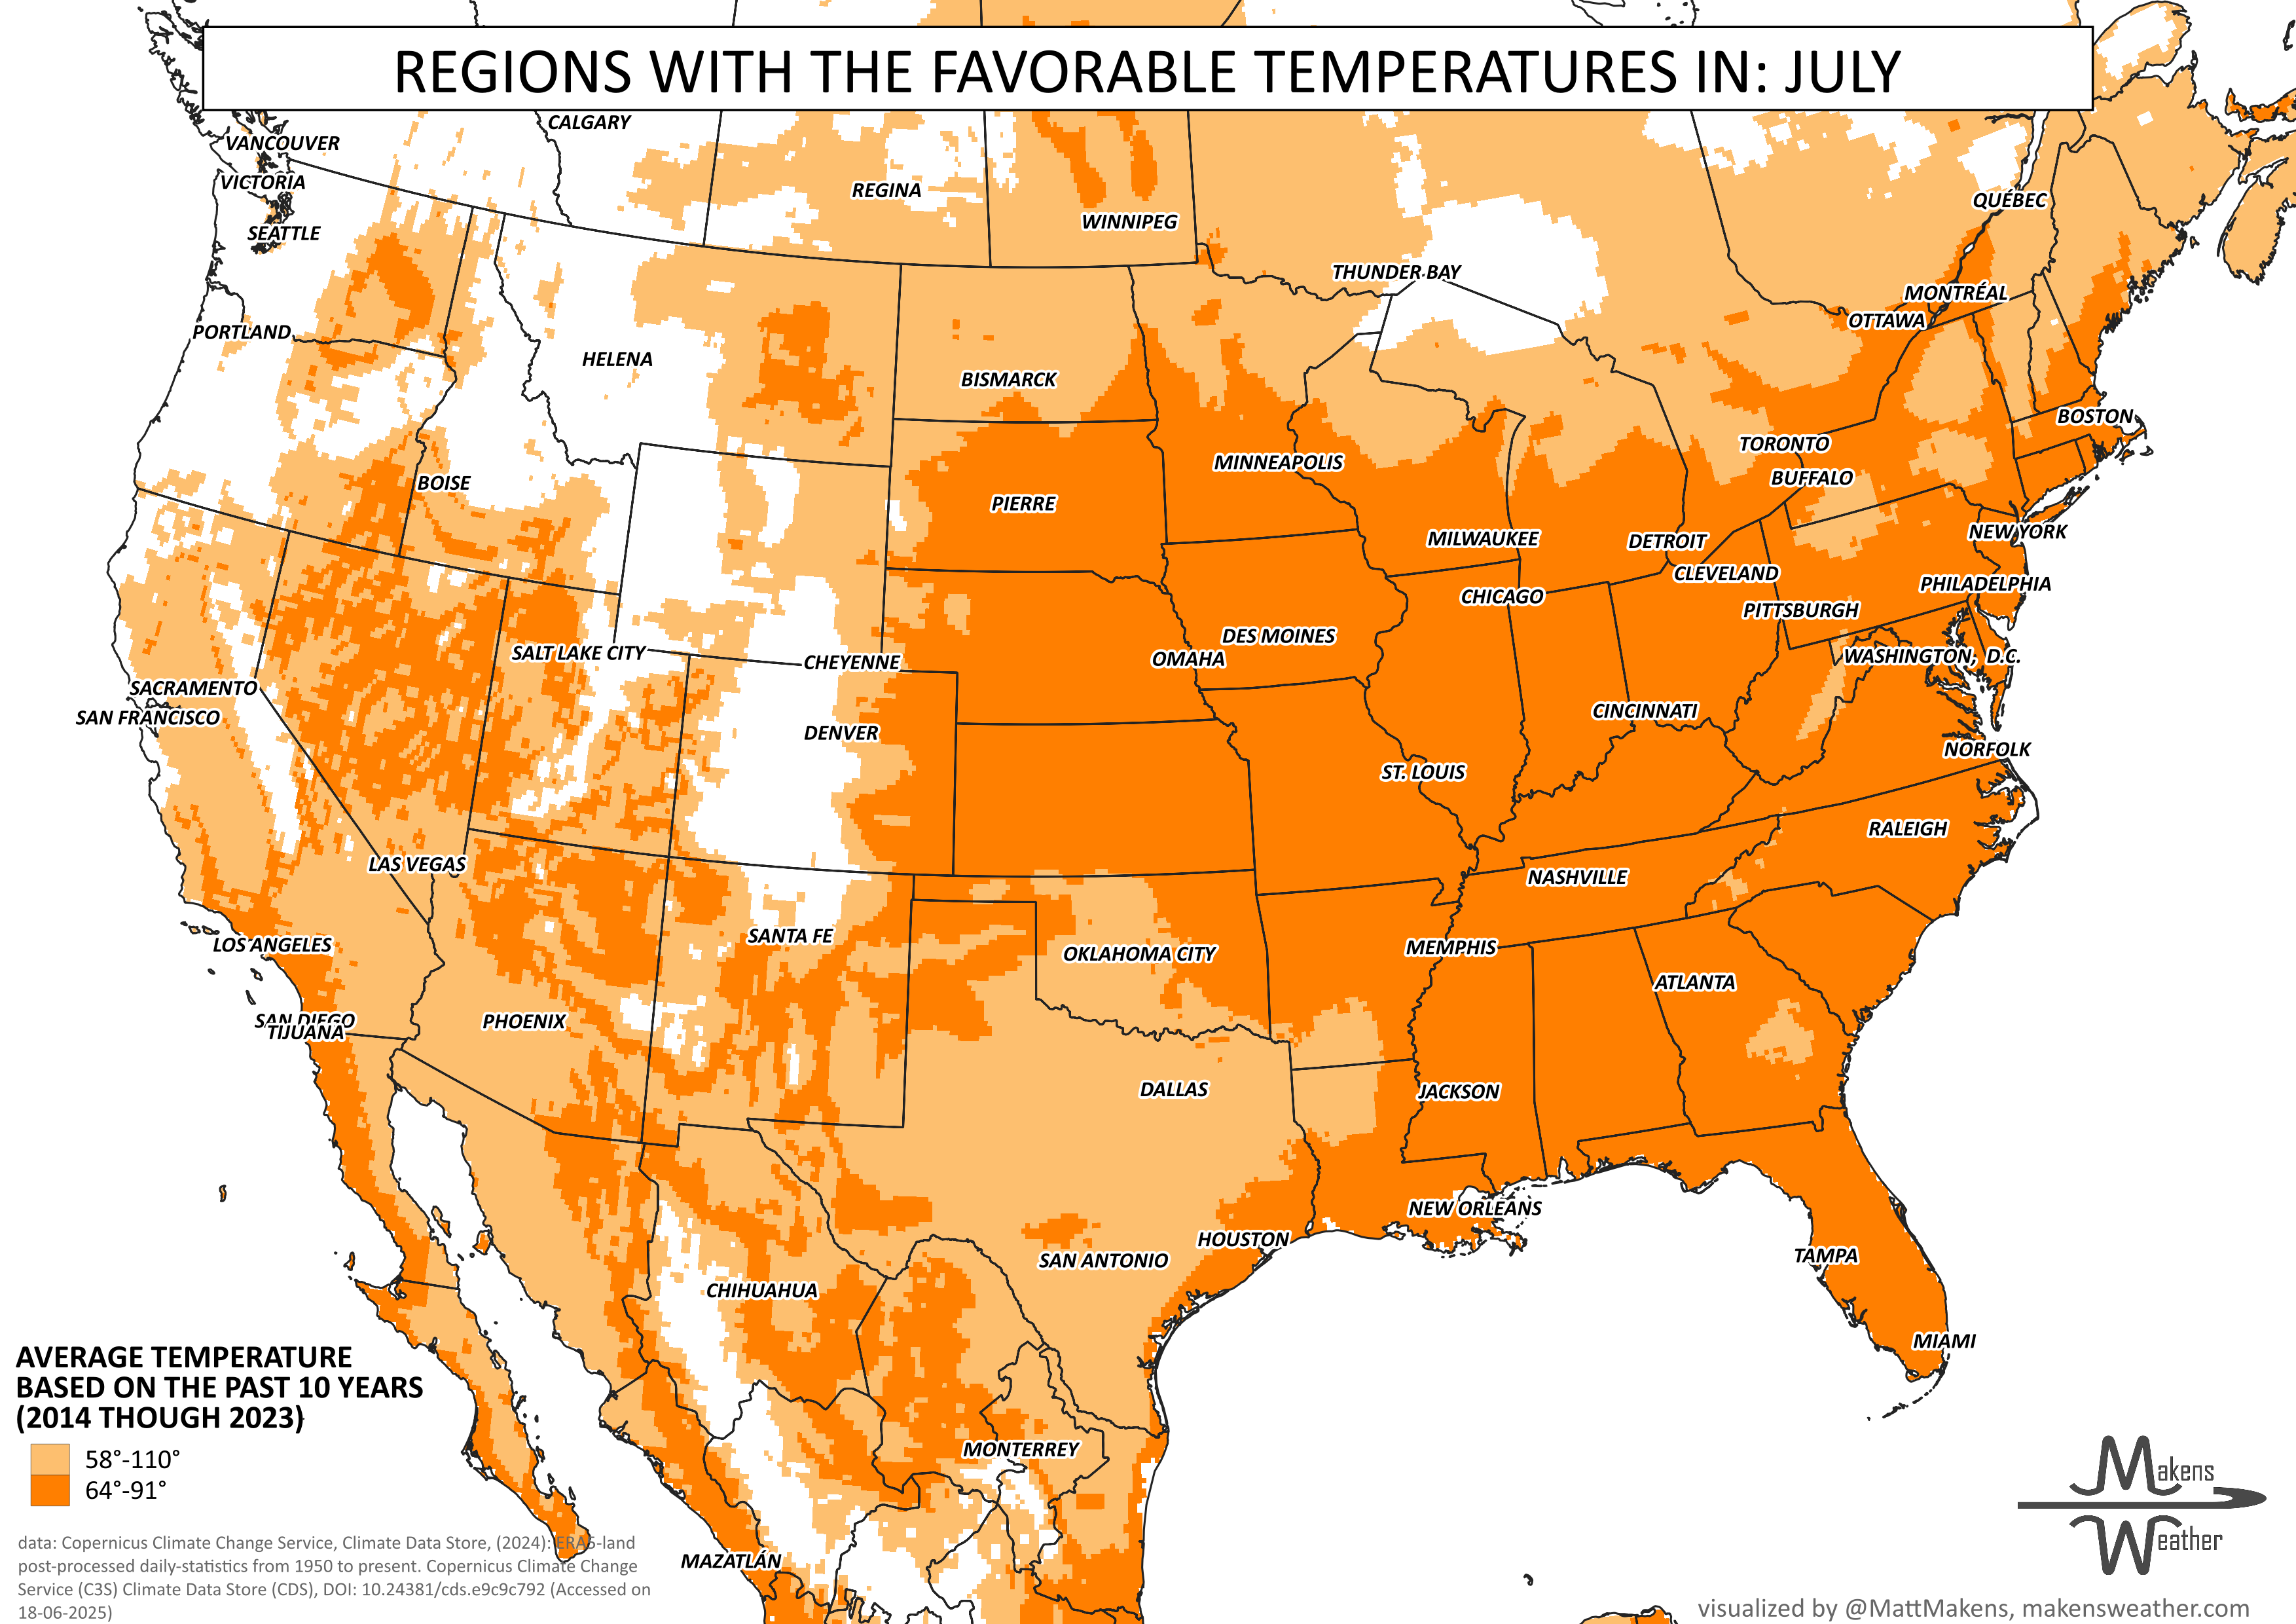 REGIONS WITH THE FAVORABLE TEMPERATURES IN: JULY
CALGARY
VANCOUVER
VICTORIA
REGINA
QUÉBEC
WINNIPEG
SEATTLE
THUNDER BAY
MONTRÉAL
OTTAWA
PORTLAND
HELENA
BISMARCK
BOSTON
TORONTO
MINNEAPOLIS
BUFFALO
BOISE
PIERRE
NEW YORK
MILWAUKEE
DETROIT
CLEVELAND
PHILADELPHIA
CHICAGO
PITTSBURGH
DES MOINES
SALT LAKE CITY
OMAHA
WASHINGTON, D.C.
CHEYENNE
SACRAMENTO
CINCINNATI
SAN FRANCISCO
DENVER
NORFOLK
ST. LOUIS
RALEIGH
LAS VEGAS
NASHVILLE
SANTA FE
LOS ANGELES
MEMPHIS
OKLAHOMA CITY
ATLANTA
SAN DIEGO
PHOENIX
TIJUANA
DALLAS
JACKSON
NEW ORLEANS
HOUSTON
TAMPA
SAN ANTONIO
CHIHUAHUA
MIAMI
MONTERREY
MAZATLÁN
AVERAGE TEMPERATURE
BASED ON THE PAST 10 YEARS
(2014 THOUGH 2023)
58°-110°
64°-91°
data: Copernicus Climate Change Service, Climate Data Store, (2024): ERA5-land
post-processed daily-statistics from 1950 to present. Copernicus Climate Change
Service (C3S) Climate Data Store (CDS), DOI: 10.24381/cds.e9c9c792 (Accessed on
18-06-2025)
Makens
Weather
visualized by @MattMakens, makensweather.com